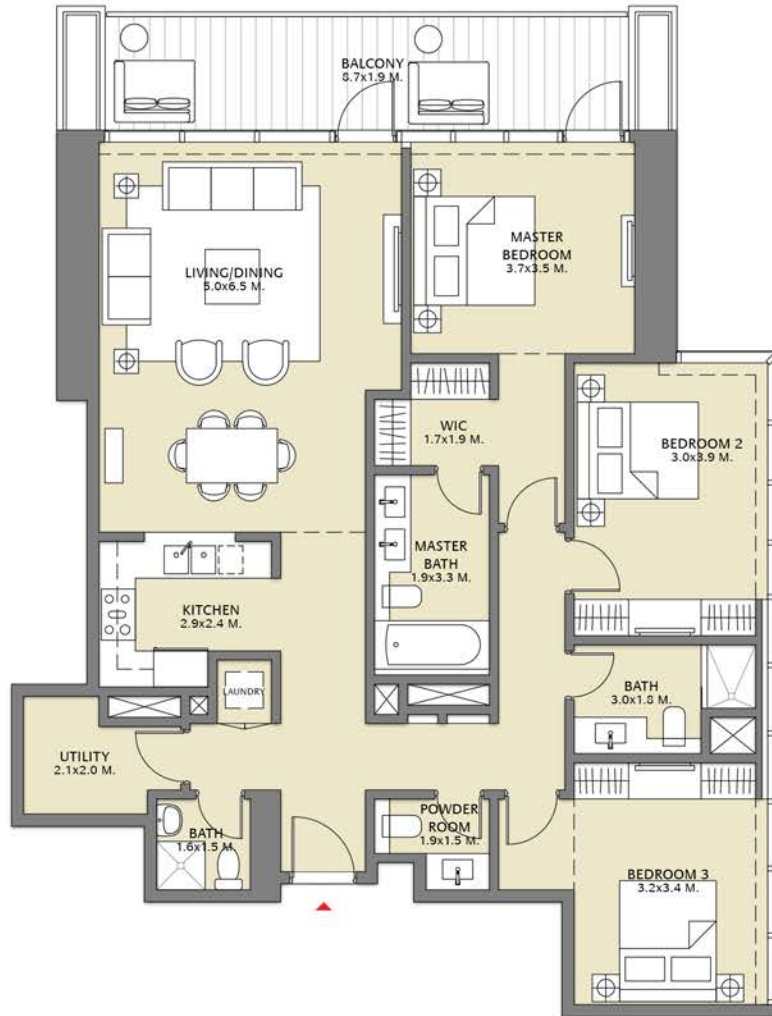 BALCONY
8.7x1.9 M.
MASTER
BEDROOM
3.7x3.5 M.
LIVING/DINING
5.0x6.5 M.
WIC
1.7x1.9 M.
BEDROOM 2
3.0x3.9 M.
MASTER
BATH
1.9x3.3 M.
KITCHEN
2.9x2.4 M.
LAUNDRY
BATH
3.0x1.8 M.
UTILITY
2.1x2.0 M.
POWDER
ROOM
1.9x1.5 M.
BATH
1.6x1.5 M.
BEDROOM 3
3.2x3.4 M.